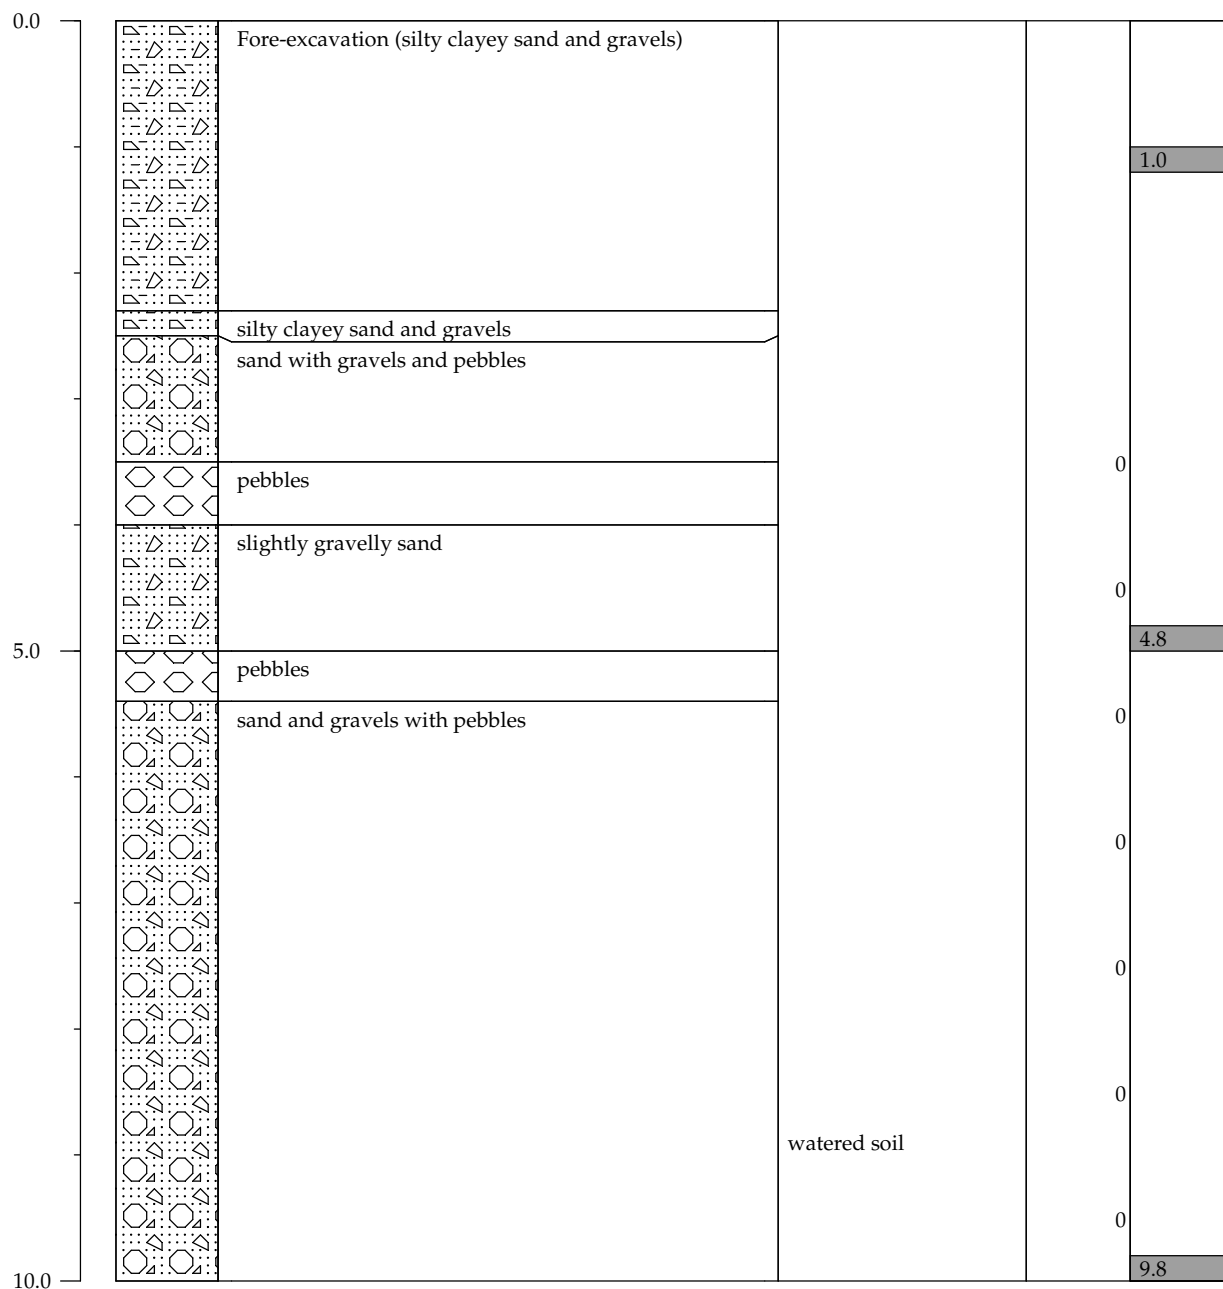 0.0
Fore-excavation (silty clayey sand and gravels)
1.0
silty clayey sand and gravels
sand with gravels and pebbles
0
pebbles
slightly gravelly sand
0
4.8
5.0
pebbles
0
sand and gravels with pebbles
0
0
0
watered soil
0
9.8
10.0